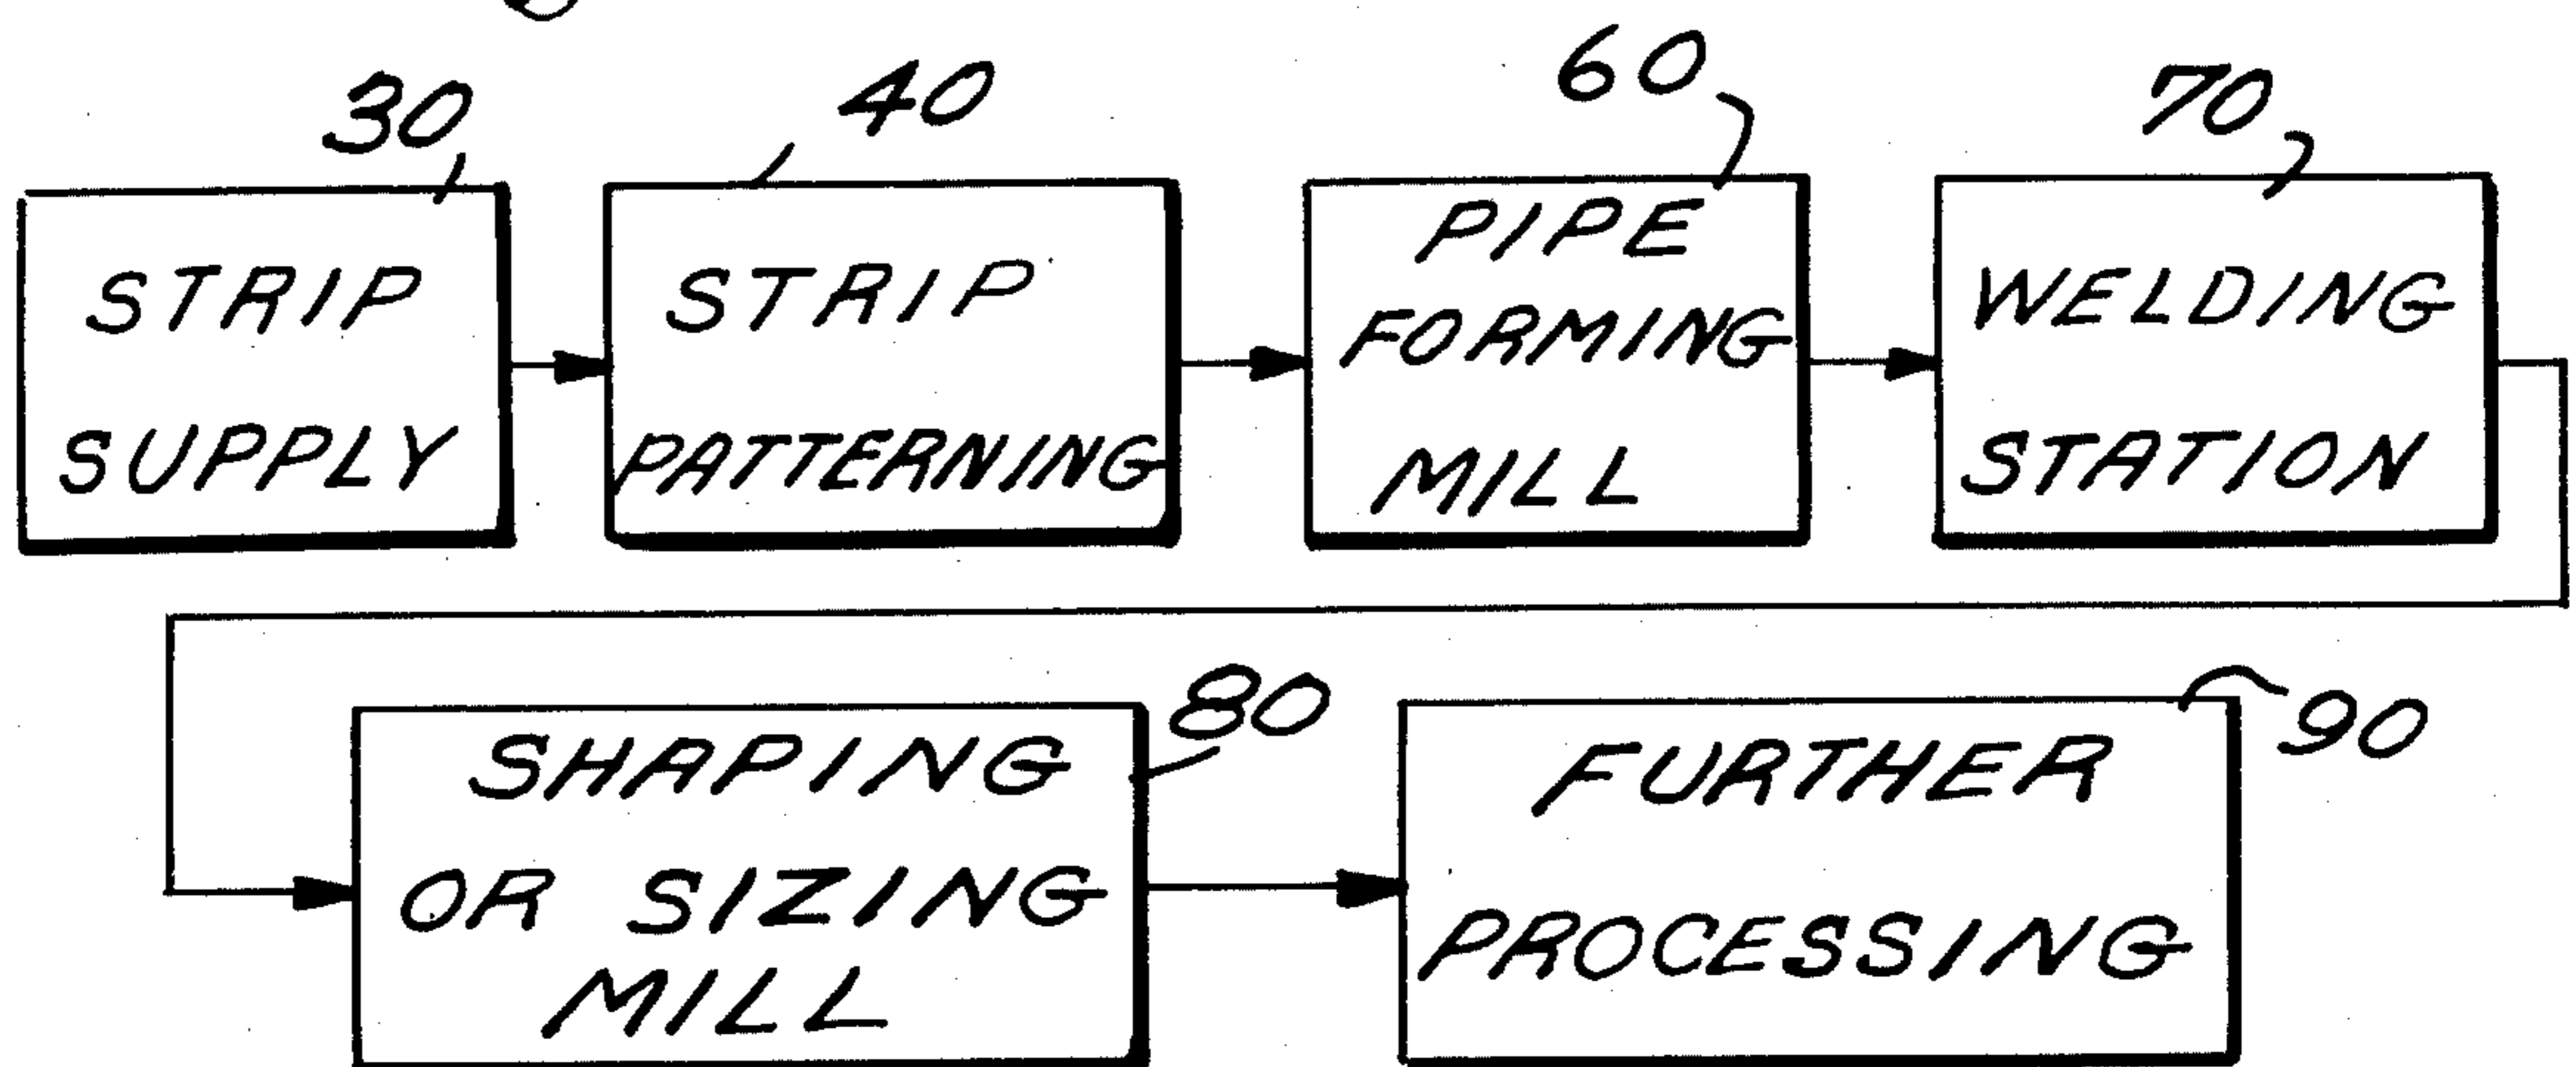 30
40
60
70
STRIP
SUPPLY
STRIP
PATTERNING
PIPE
FORMING
MILL
WELDING
STATION
80
90
SHAPING
OR SIZING
MILL
FURTHER
PROCESSING